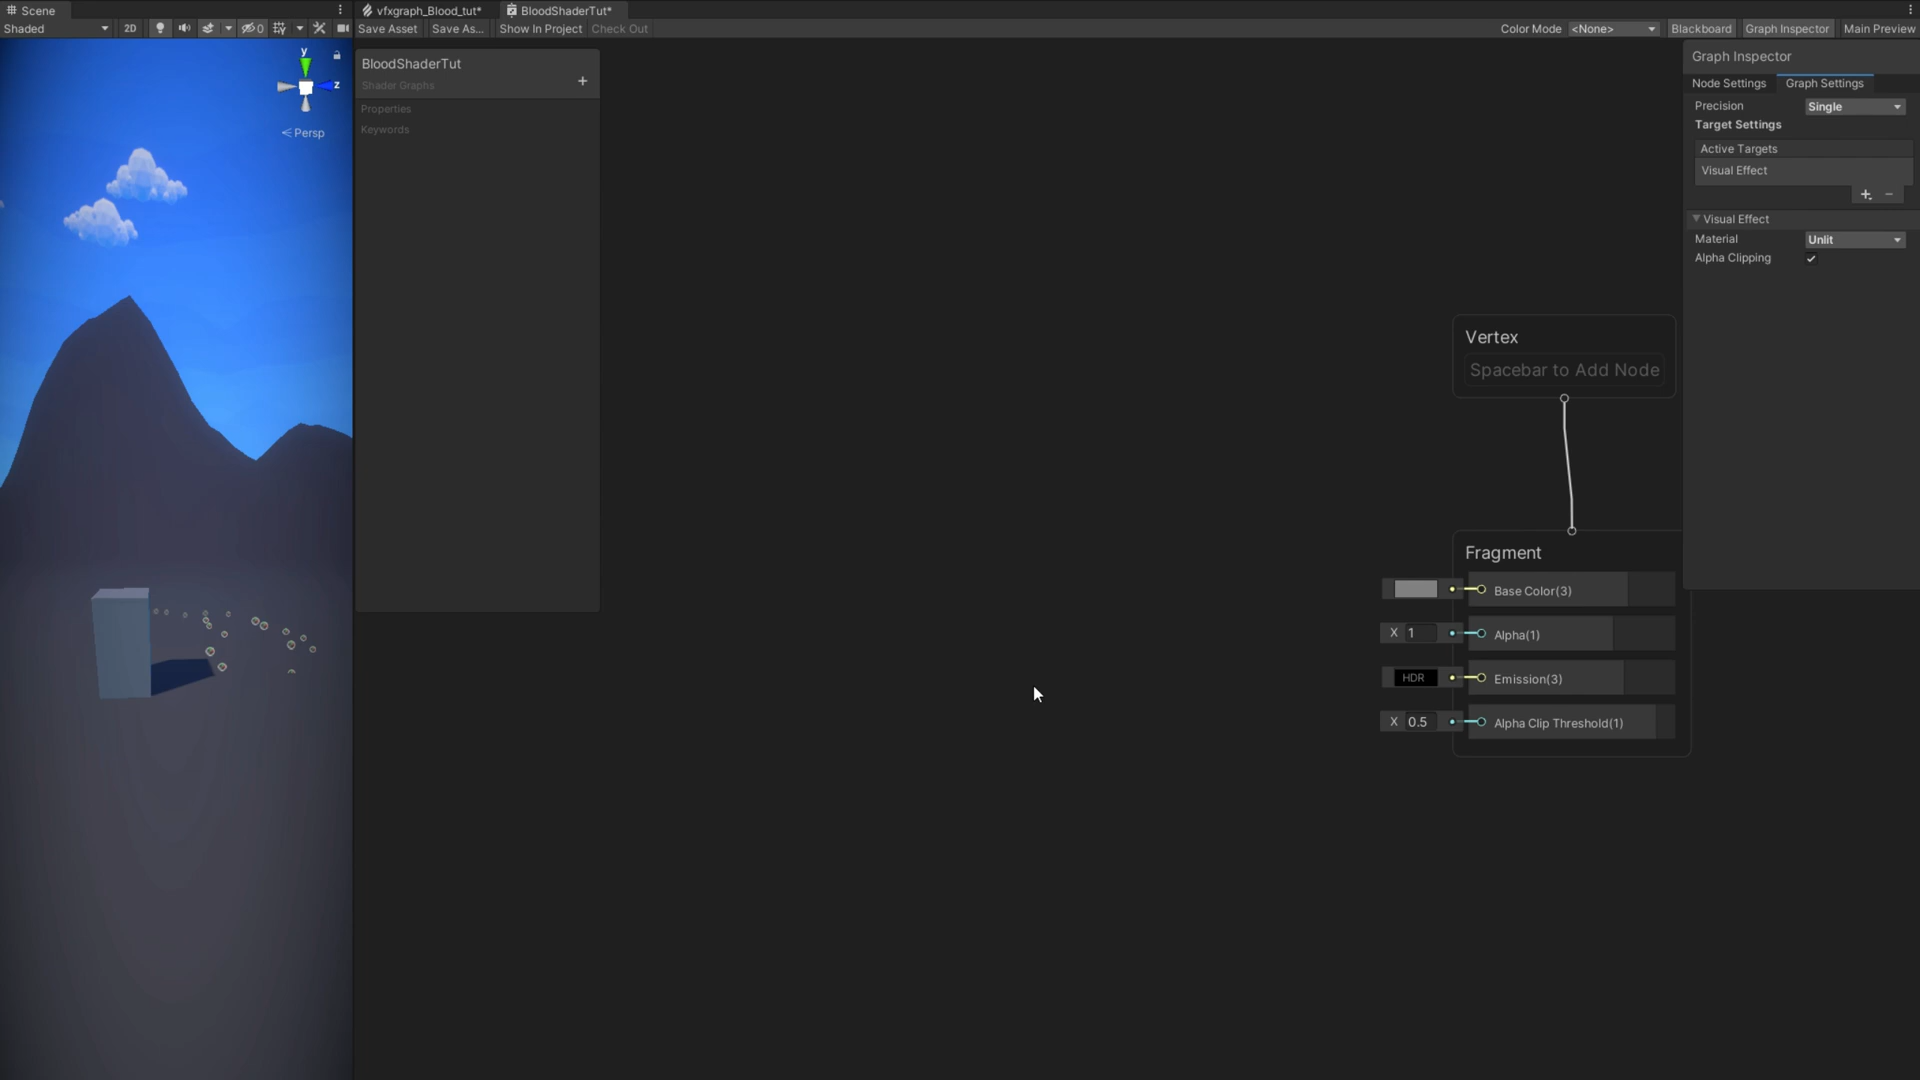 Scene
vfxgraph_Blood_tut*
BloodShaderTut*
Shaded
2D
0
Save Asset
Save As...
Show In Project
Check Out
Color Mode
<None>
Blackboard
Graph Inspector
Main Preview
y
z
Persp
BloodShaderTut
Shader Graphs
+
Properties
Keywords
Graph Inspector
Node Settings
Graph Settings
Precision
Single
Target Settings
Active Targets
Visual Effect
Visual Effect
Material
Unlit
Alpha Clipping
Vertex
Spacebar to Add Node
Fragment
Base Color(3)
X 1
Alpha(1)
HDR
Emission(3)
X 0.5
Alpha Clip Threshold(1)